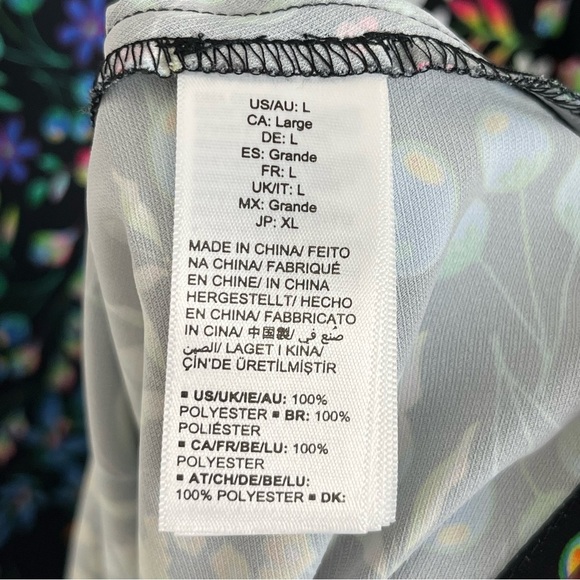 US/AU: L
CA: Large
DE: L
ES: Grande
FR: L
UK/IT: L
MX: Grande
JP: XL
MADE IN CHINA/ FEITO
NA CHINA/ FABRIQUÉ
EN CHINE/ IN CHINA
HERGESTELLT/ HECHO
EN CHINA/ FABBRICATO
IN CINA/ 中国製/ صنع في
الصين/ LAGET I KINA/
ÇİN'DE ÜRETİLMİŞTİR
▪ US/UK/IE/AU: 100%
POLYESTER ▪ BR: 100%
POLIÉSTER
▪ CA/FR/BE/LU: 100%
POLYESTER
▪ AT/CH/DE/BE/LU:
100% POLYESTER ▪ DK: